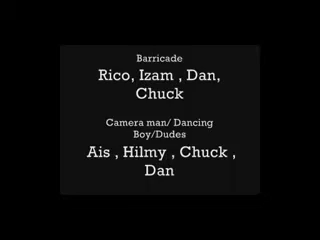 Barricade
Rico, Izam , Dan,
Chuck
Camera man/ Dancing
Boy/Dudes
Ais , Hilmy , Chuck ,
Dan